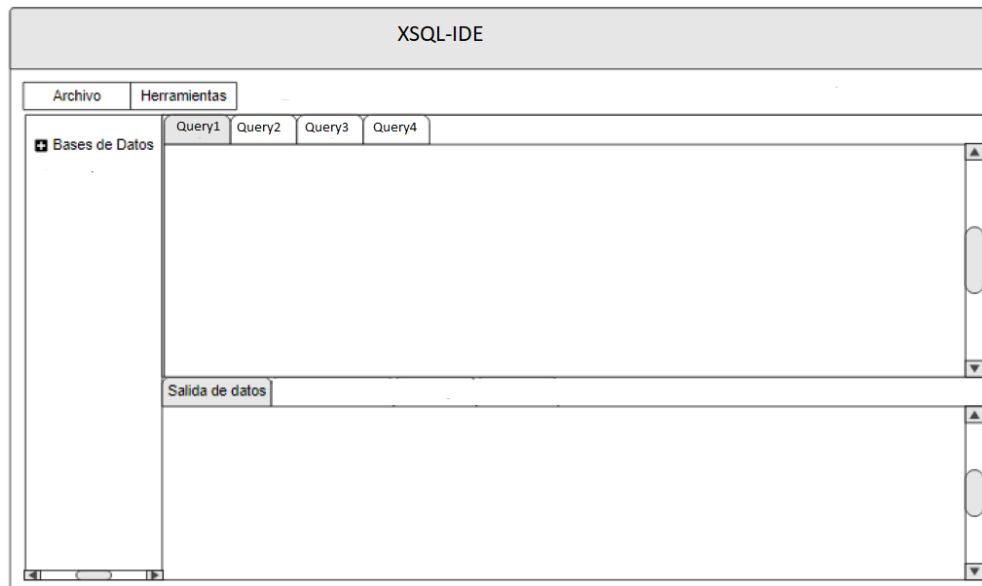 XSQL-IDE
Archivo Herramientas
Query1 Query2 Query3 Query4
Bases de Datos
Salida de datos